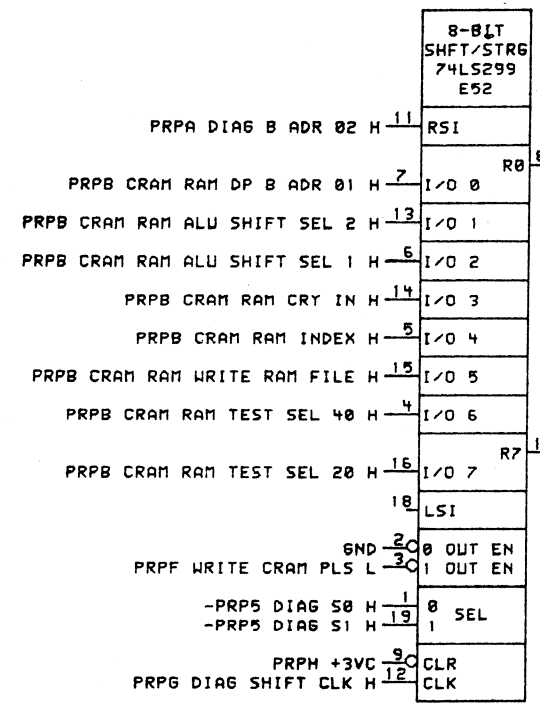 8-BIT
SHFT/STRG
74LS299
E52
PRPA DIAG B ADR 02 H 11 RSI
R0 8
PRPB CRAM RAM DP B ADR 01 H 7 I/O 0
PRPB CRAM RAM ALU SHIFT SEL 2 H 13 I/O 1
PRPB CRAM RAM ALU SHIFT SEL 1 H 6 I/O 2
PRPB CRAM RAM CRY IN H 14 I/O 3
PRPB CRAM RAM INDEX H 5 I/O 4
PRPB CRAM RAM WRITE RAM FILE H 15 I/O 5
PRPB CRAM RAM TEST SEL 40 H 4 I/O 6
R7 1
PRPB CRAM RAM TEST SEL 20 H 16 I/O 7
18 LSI
GND 2 0 OUT EN
PRPF WRITE CRAM PLS L 3 1 OUT EN
-PRP5 DIAG S0 H 1 0 SEL
-PRP5 DIAG S1 H 19 1
PRPH +3VC 9 CLR
PRPG DIAG SHIFT CLK H 12 CLK